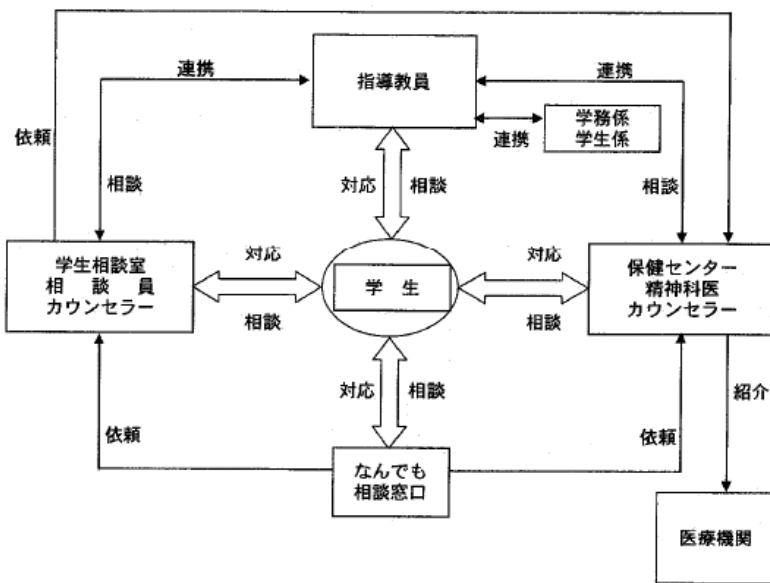 連携
指導教員
連携
学務係
学生係
依頼
連携
相談
対応
相談
相談
学生相談室
相　談　員
カウンセラー
対応
相談
学　生
対応
相談
保健センター
精神科医
カウンセラー
対応
相談
紹介
依頼
なんでも
相談窓口
依頼
医療機関